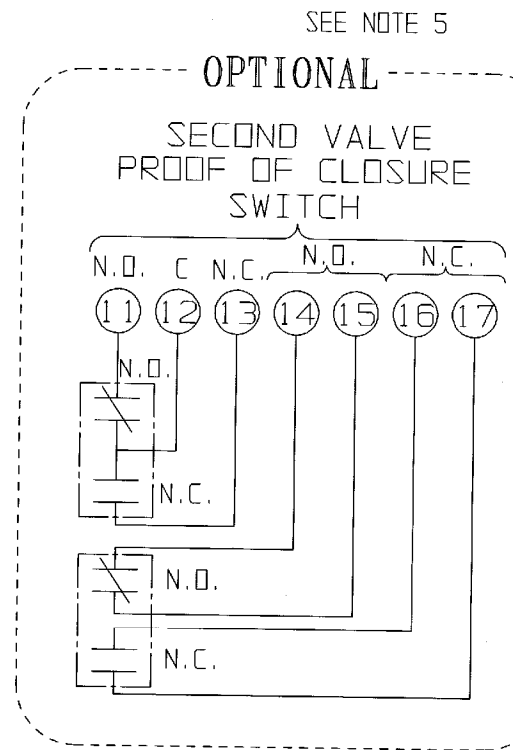 SEE NOTE 5
OPTIONAL
SECOND VALVE
PROOF OF CLOSURE
SWITCH
N.O. C N.C. N.O. N.C.
11 12 13 14 15 16 17
N.O.
N.C.
N.O.
N.C.